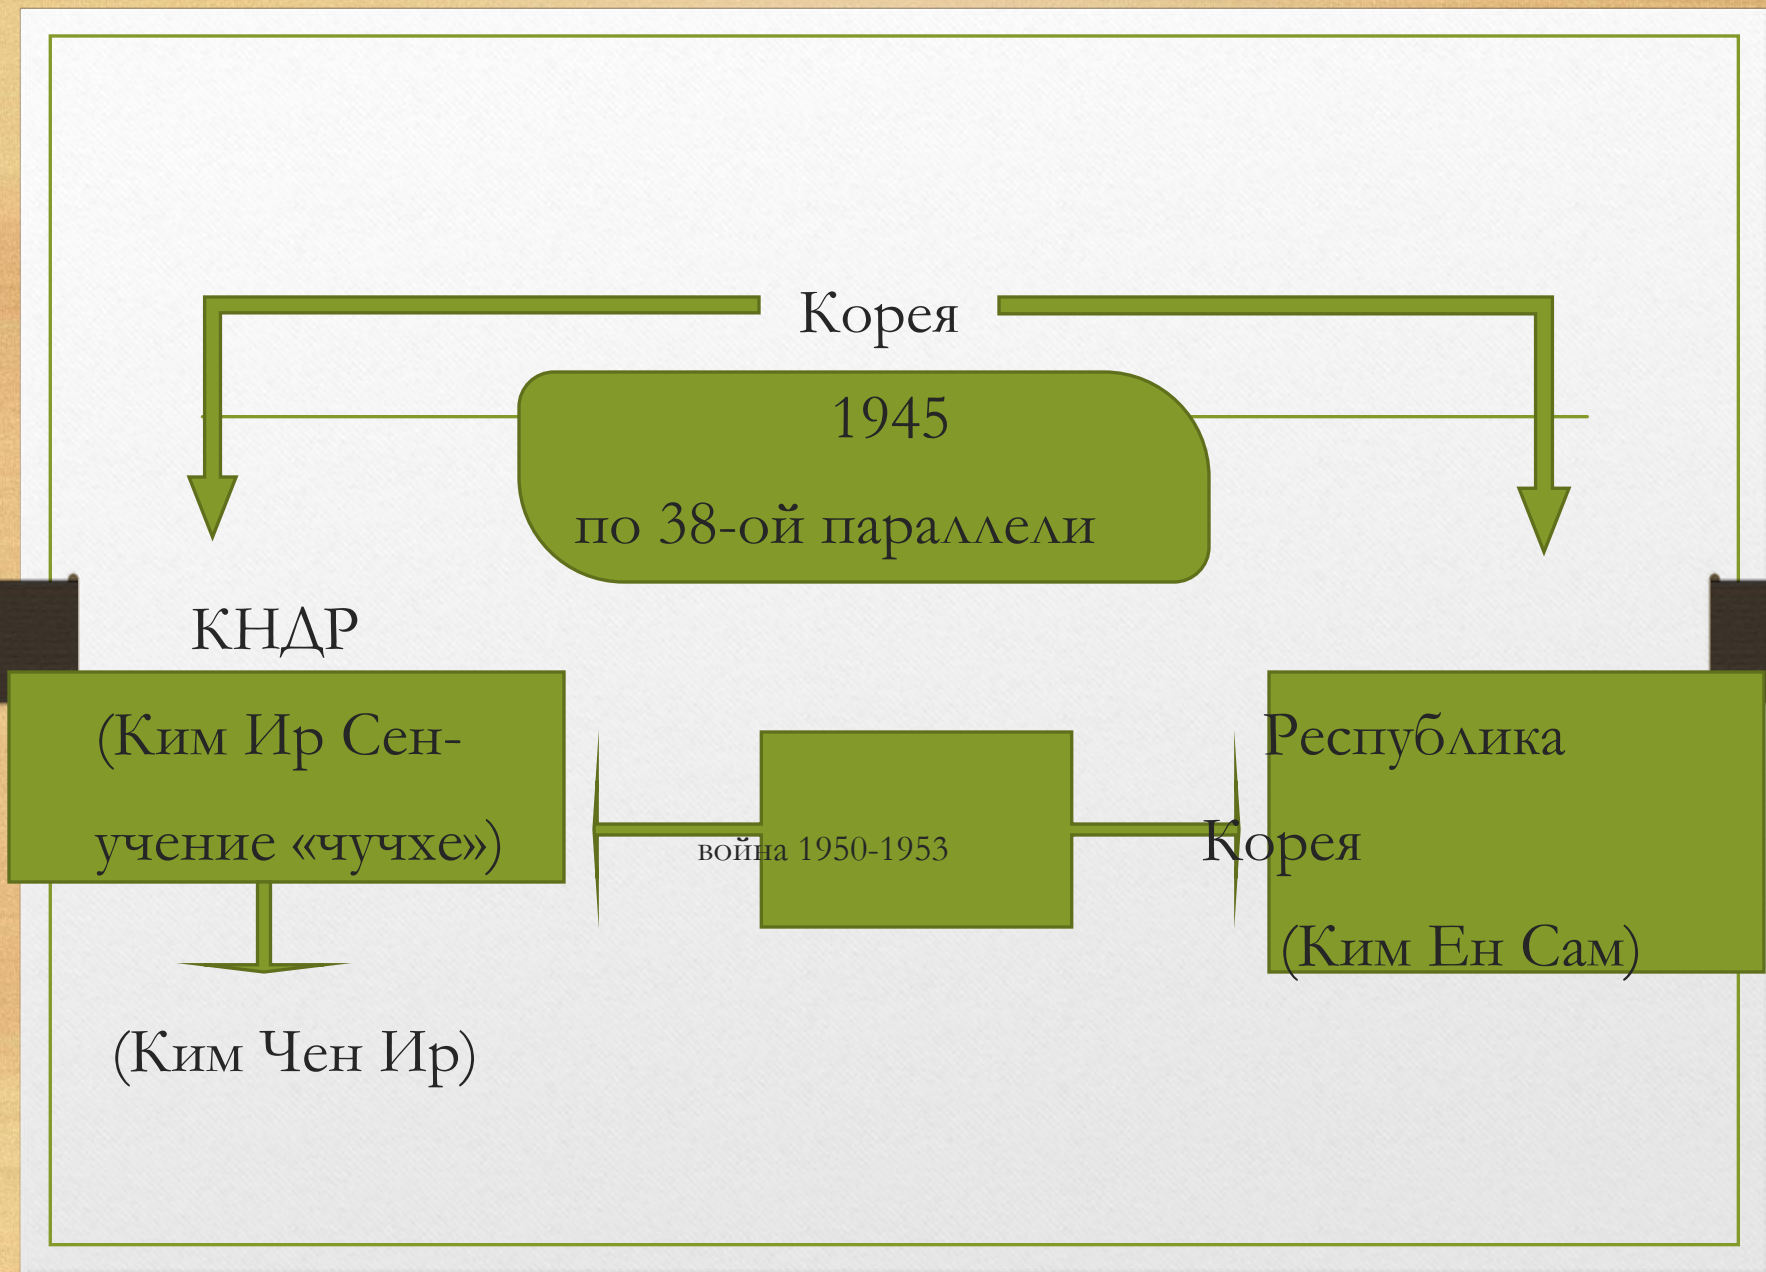 Корея
1945
по 38-ой параллели
КНДР
(Ким Ир Сен-
учение «чучхе»)
война 1950-1953
Республика
Корея
(Ким Ен Сам)
(Ким Чен Ир)